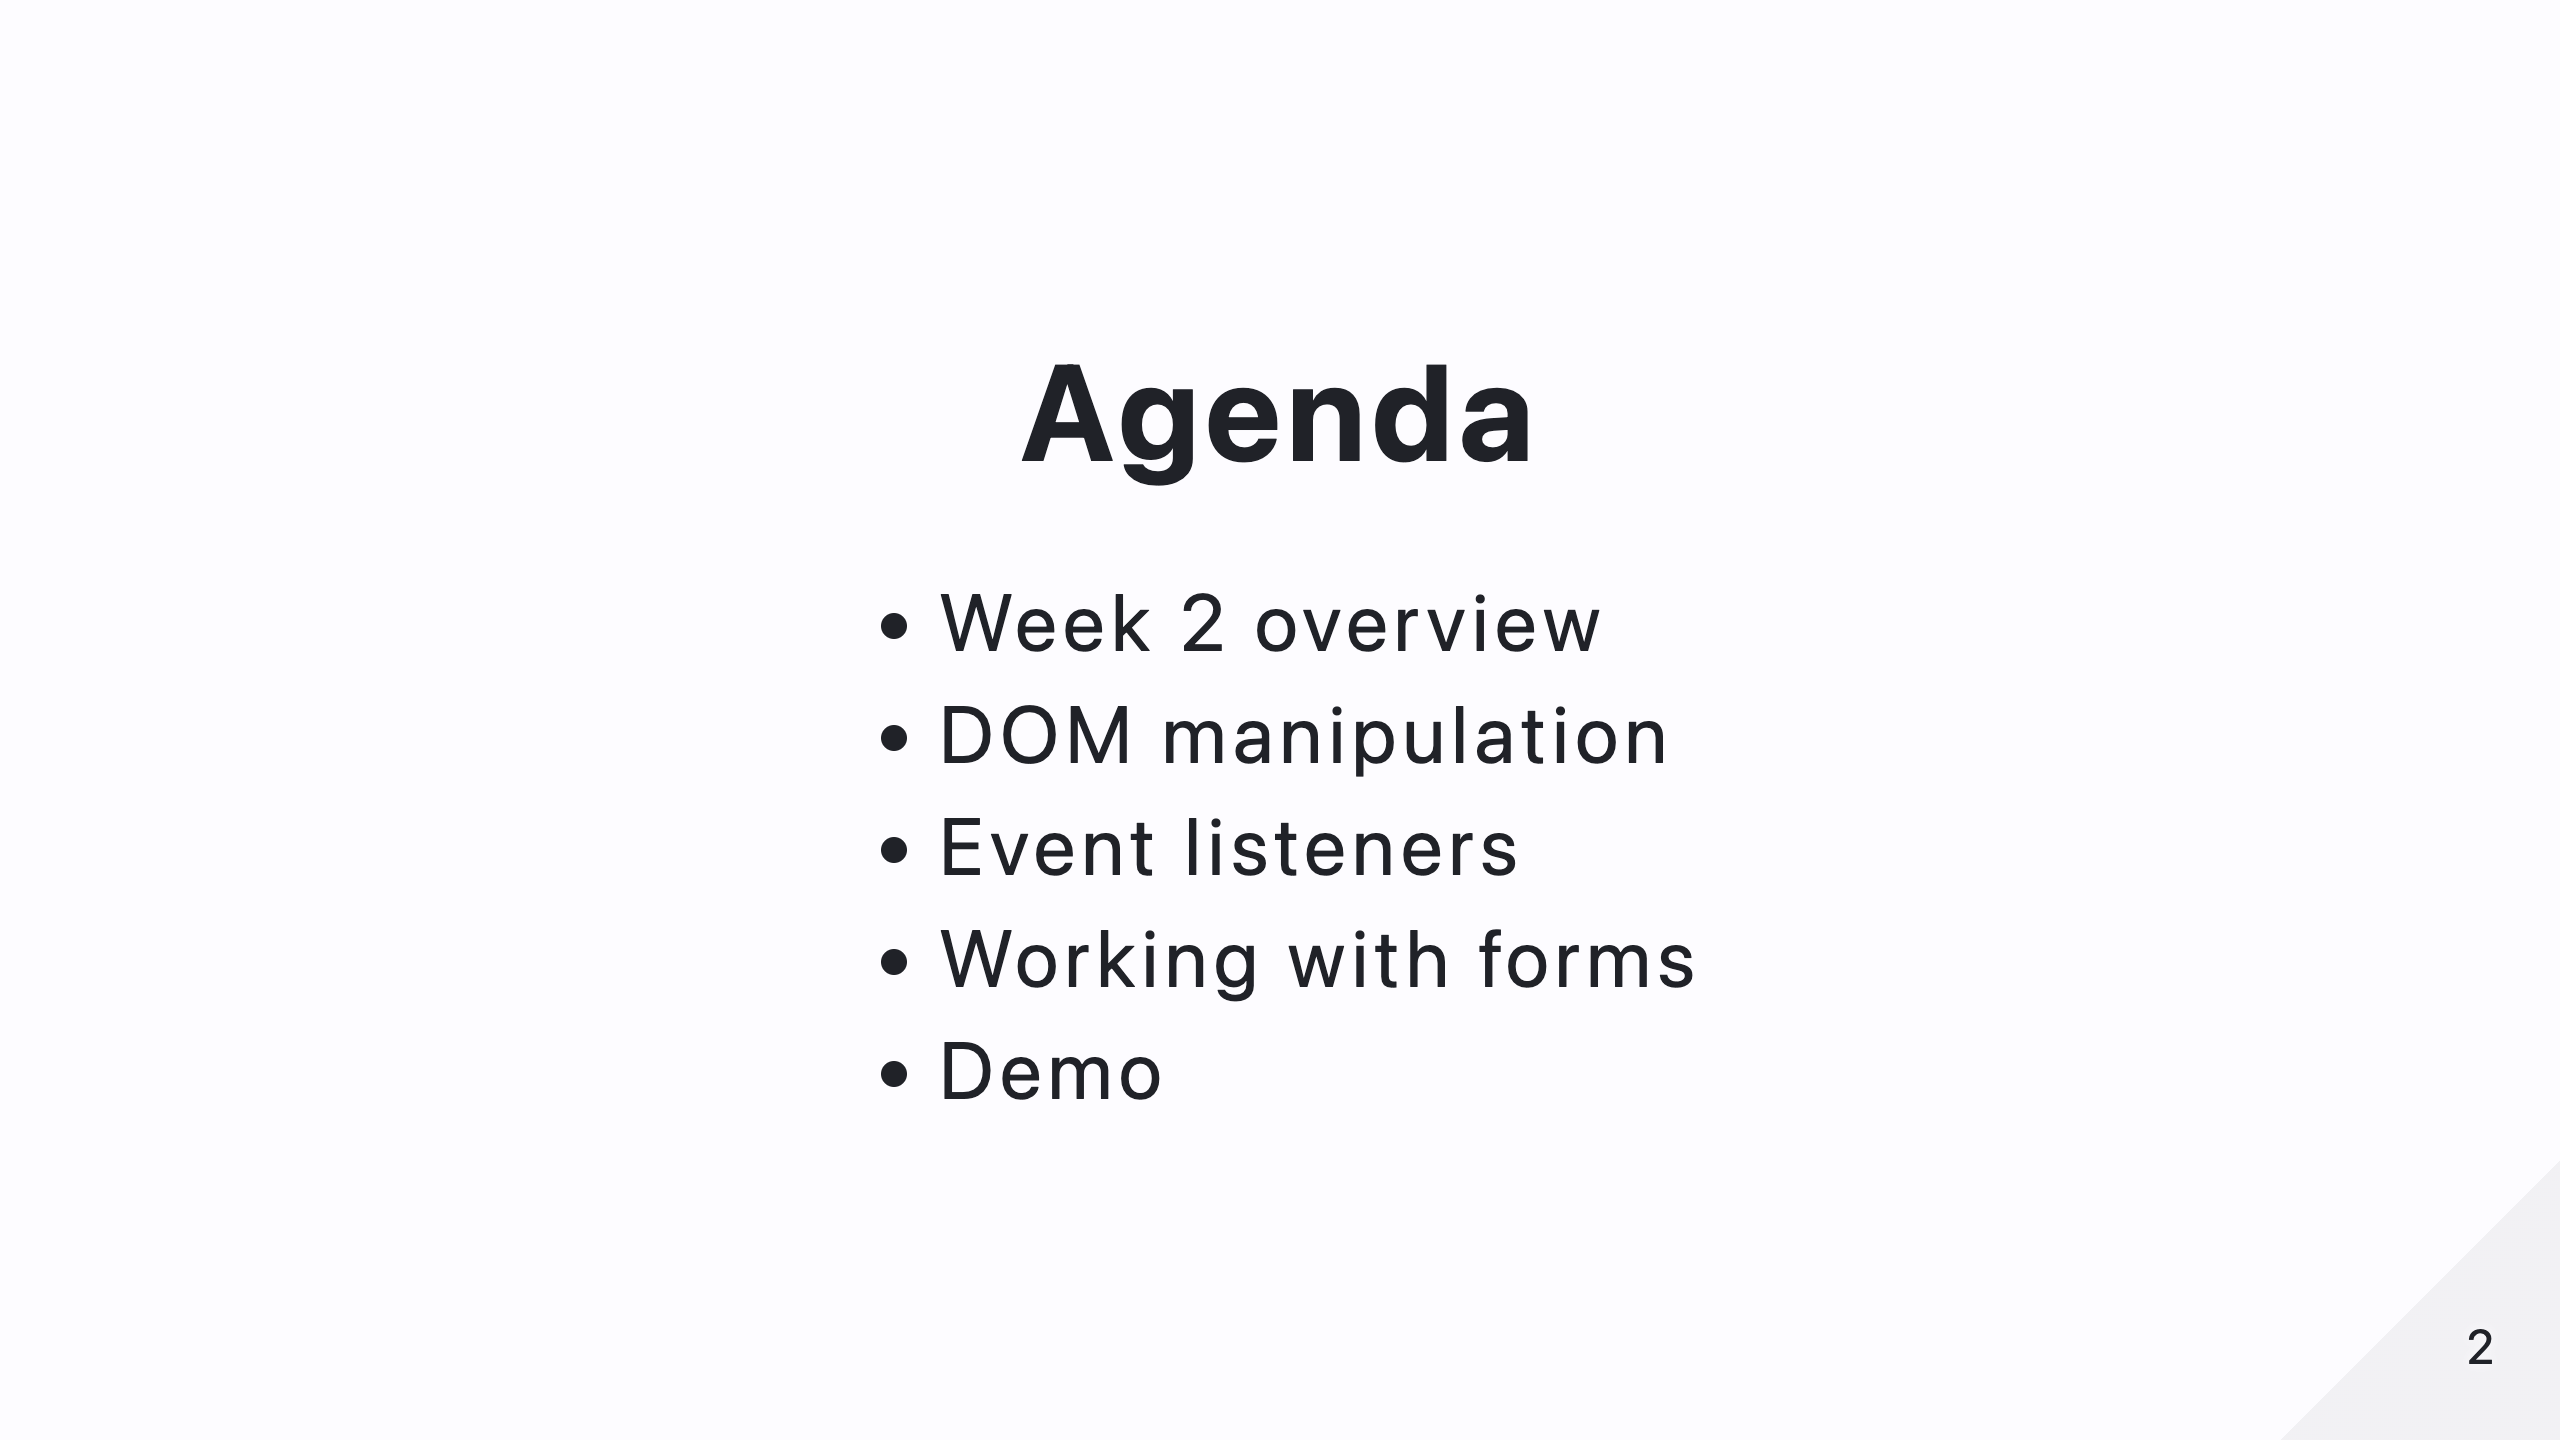 Agenda
• Week 2 overview
• DOM manipulation
• Event listeners
• Working with forms
• Demo
2